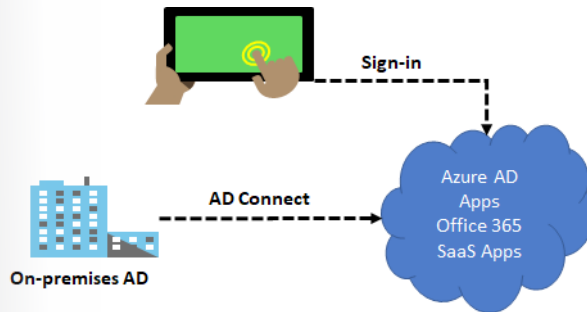 Sign-in
Azure AD
Apps
Office 365
SaaS Apps
AD Connect
On-premises AD